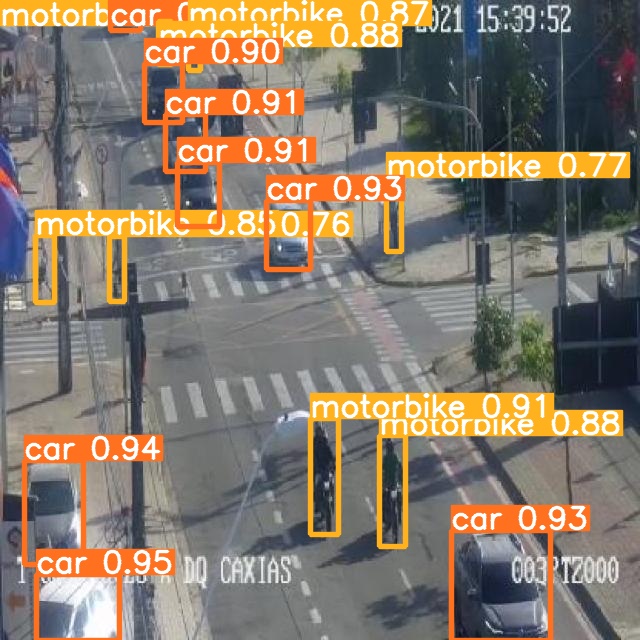 motorb car motorbike 0.87
2021 15:39:52
motorbike 0.88
car 0.90
car 0.91
car 0.91
motorbike 0.77
car 0.93
motorbike 0.85 0.76
motorbike 0.91
motorbike 0.88
car 0.94
car 0.93
car 0.95
DQ CAXIAS